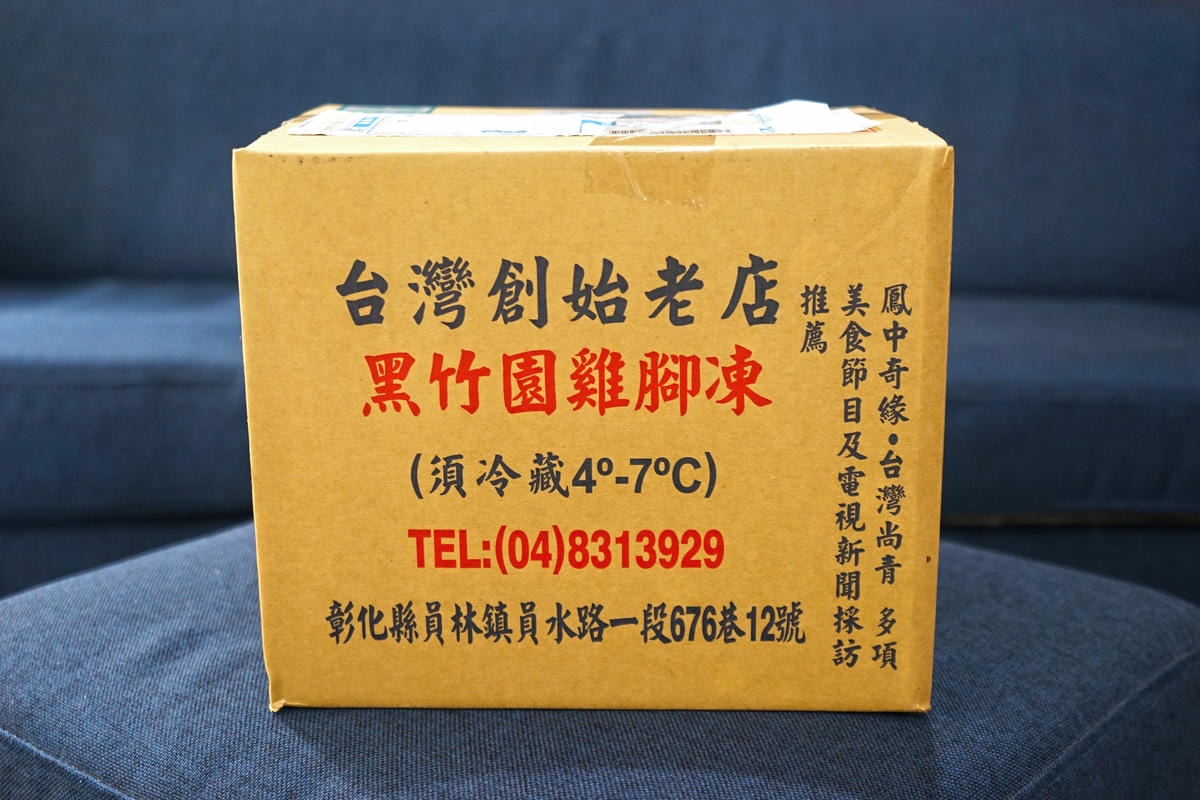 台灣創始老店
黑竹園雞腳凍
(須冷藏4º-7ºC)
TEL:(04)8313929
彰化縣員林鎮員水路一段676巷12號
鳳中奇緣•台灣尚青 多項
美食節目及電視新聞採訪
推薦